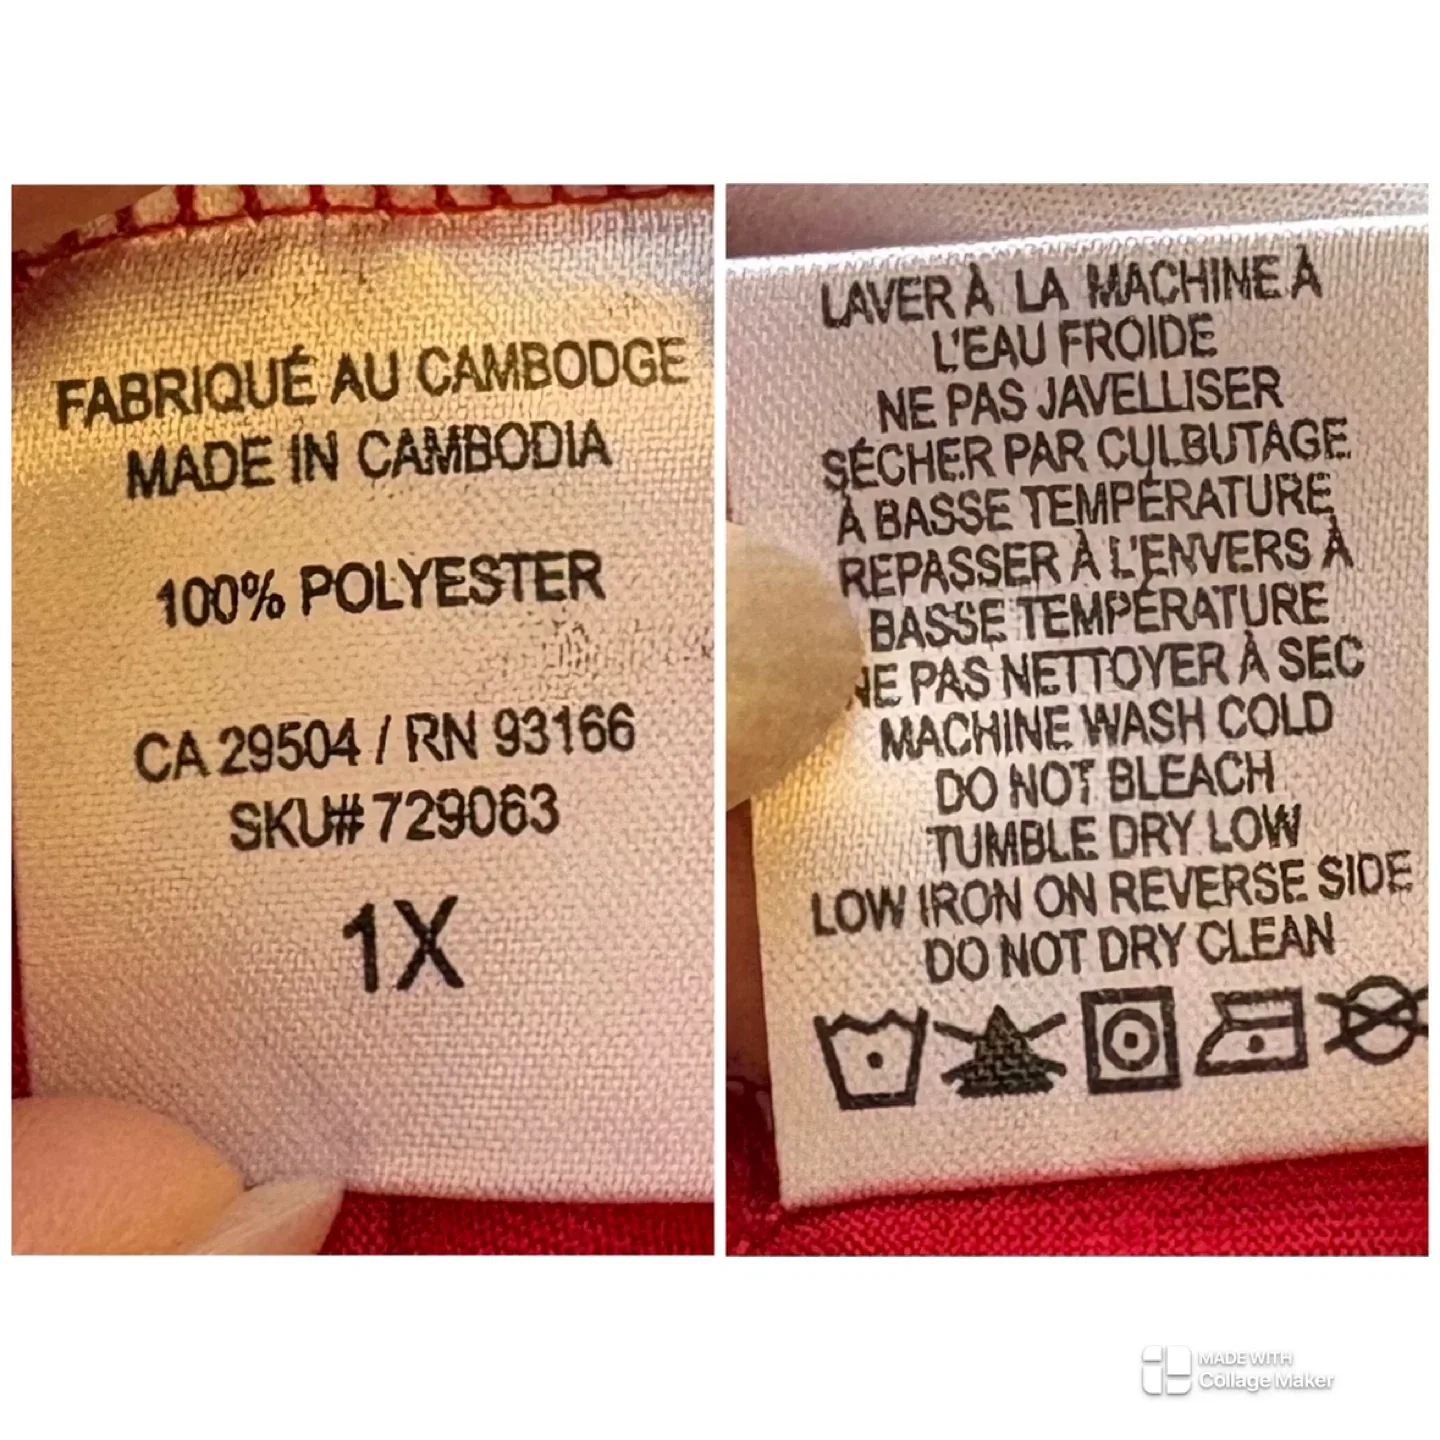 FABRIQUÉ AU CAMBODGE
MADE IN CAMBODIA
100% POLYESTER
CA 29504 / RN 93166
SKU# 729063
1X
LAVER À LA MACHINE À
L'EAU FROIDE
NE PAS JAVELLISER
SÉCHER PAR CULBUTAGE
À BASSE TEMPÉRATURE
REPASSER À L'ENVERS À
BASSE TEMPÉRATURE
NE PAS NETTOYER À SEC
MACHINE WASH COLD
DO NOT BLEACH
TUMBLE DRY LOW
LOW IRON ON REVERSE SIDE
DO NOT DRY CLEAN
MADE WITH
Collage Maker